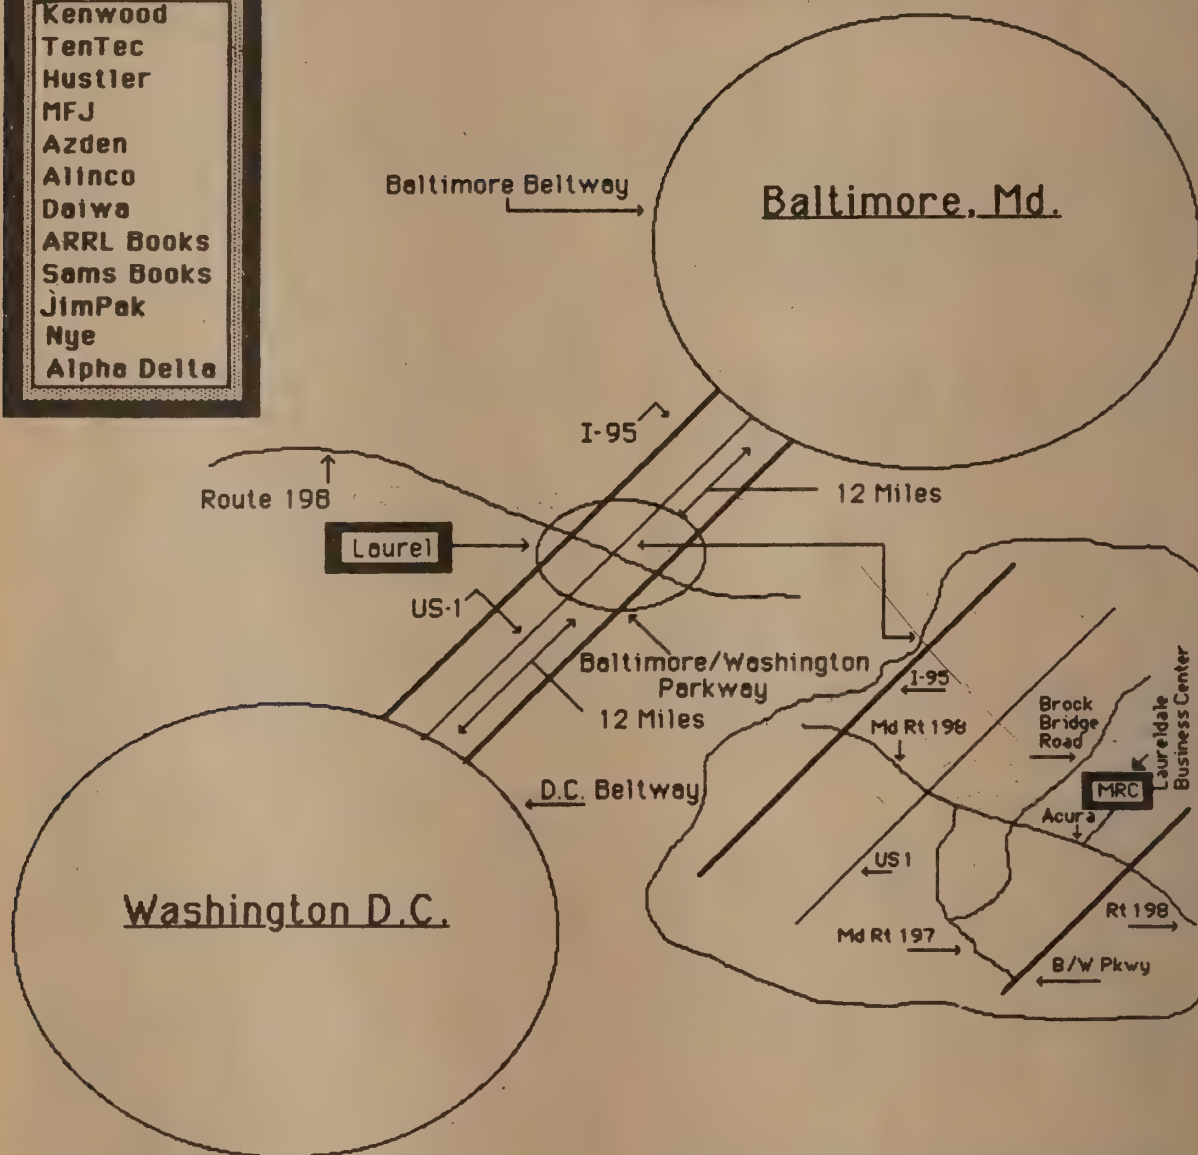 Kenwood
TenTec
Hustler
MFJ
Azden
Alinco
Daiwa
ARRL Books
Sams Books
JimPak
Nye
Alpha Delta
Baltimore Beltway
Baltimore, Md.
I-95
12 Miles
Route 198
Laurel
US-1
Baltimore/Washington
Parkway
12 Miles
D.C. Beltway
Washington D.C.
I-95
Md Rt 198
Brock
Bridge
Road
Laureldale
Business Center
MRC
Acura
US 1
Rt 198
Md Rt 197
B/W Pkwy